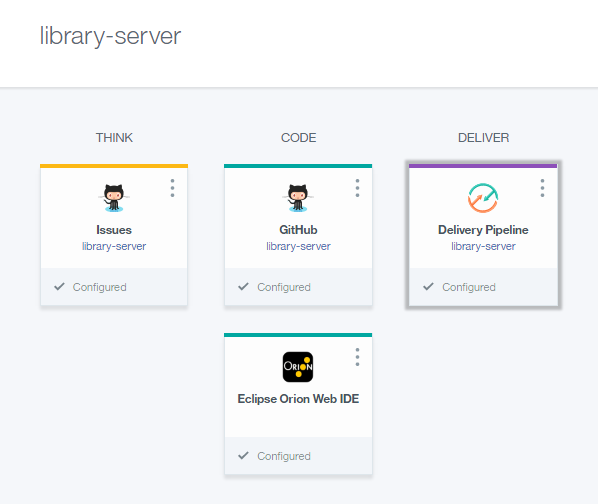 library-server
THINK
CODE
DELIVER
Issues
library-server
Configured
GitHub
library-server
Configured
Delivery Pipeline
library-server
Configured
ORION
Eclipse Orion Web IDE
Configured